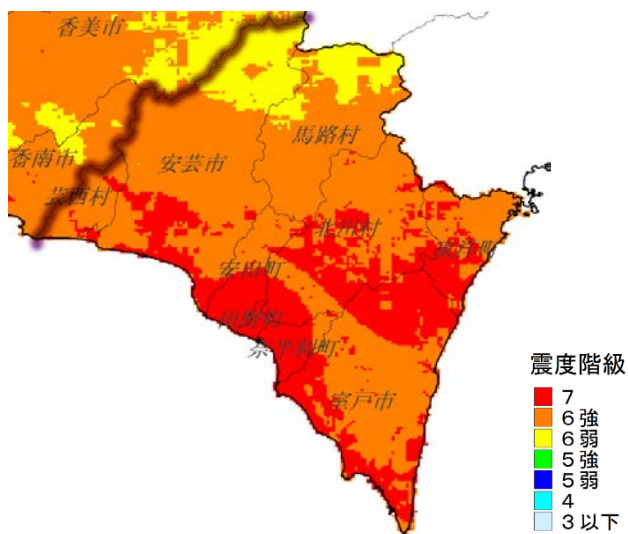 香美市
馬路村
香南市
安芸市
芸西村
北川村
東洋町
安田町
田野町
奈半利町
室戸市
震度階級
7
6強
6弱
5強
5弱
4
3以下